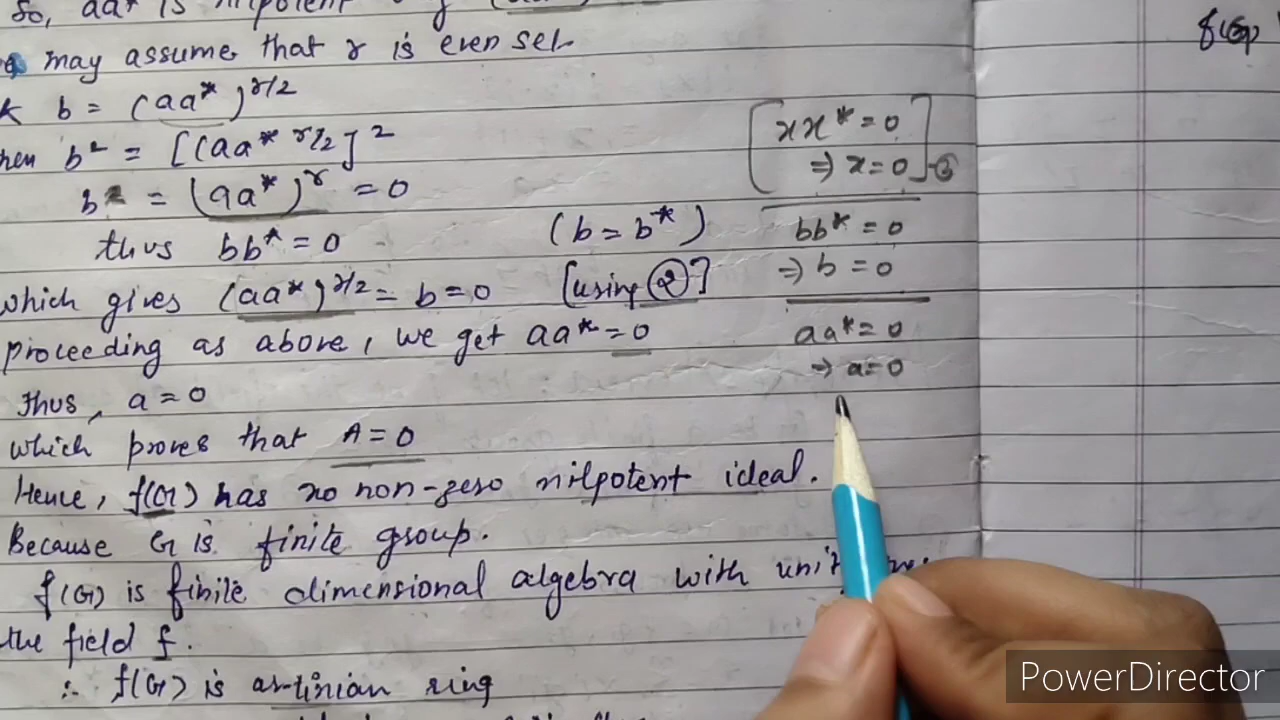 So, aa* is nilpotent
may assume that r is even set
b = (aa*)^r/2
then b² = [(aa* r/2]²
b² = (aa*)^r = 0
thus bb* = 0 (b = b*)
which gives (aa*)^r/2 = b = 0 [using ②]
proceeding as above, we get aa* = 0
thus, a = 0
which proves that A = 0
Hence, f(G) has no non-zero nilpotent ideal.
Because G is finite group.
f(G) is finite dimensional algebra with
the field f.
∴ f(G) is artinian ring
[xx* = 0
⇒ x = 0]
bb* = 0
⇒ b = 0
aa* = 0
⇒ a = 0
PowerDirector